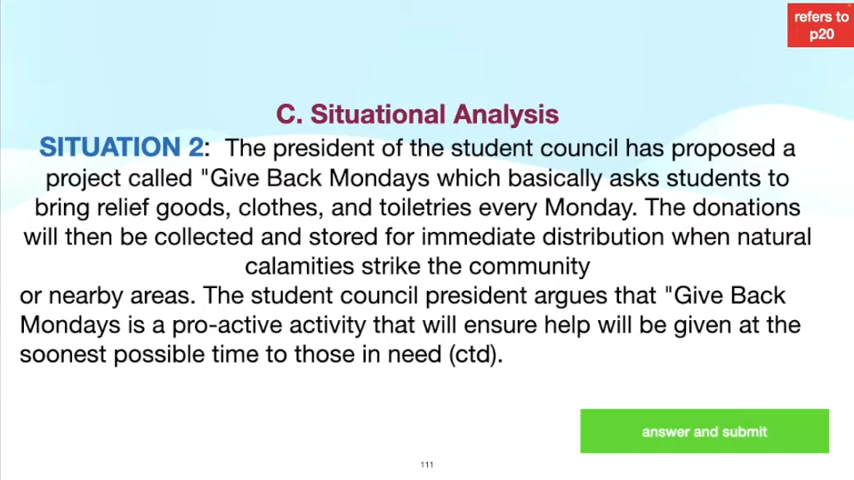 refers to
p20
C. Situational Analysis
SITUATION 2:  The president of the student council has proposed a
project called "Give Back Mondays which basically asks students to
bring relief goods, clothes, and toiletries every Monday. The donations
will then be collected and stored for immediate distribution when natural
calamities strike the community
or nearby areas. The student council president argues that "Give Back
Mondays is a pro-active activity that will ensure help will be given at the
soonest possible time to those in need (ctd).
answer and submit
111